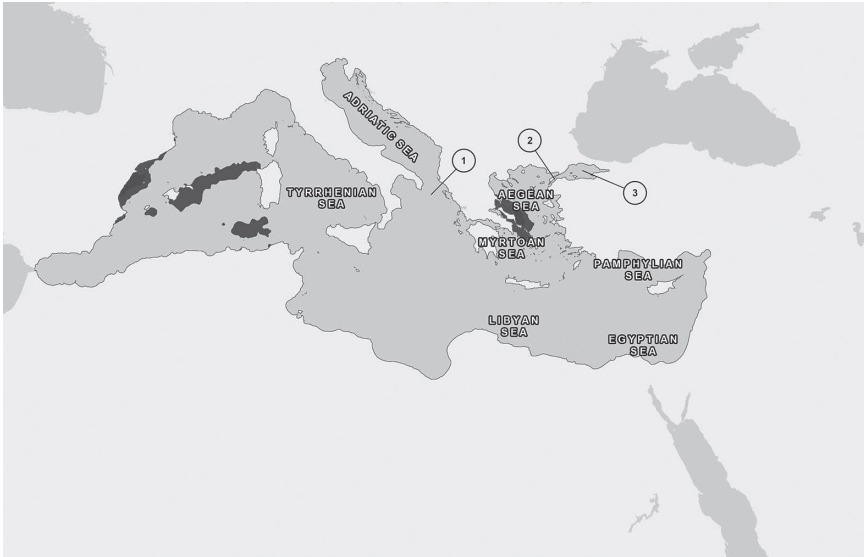 ADRIATIC SEA
1
2
3
TYRRHENIAN
SEA
AEGEAN
SEA
MYRTOAN
SEA
PAMPHYLIAN
SEA
LIBYAN
SEA
EGYPTIAN
SEA